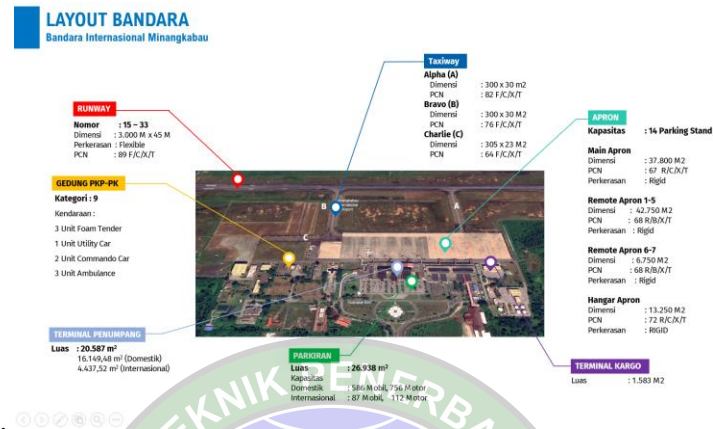 LAYOUT BANDARA
Bandara Internasional Minangkabau
Taxiway
Alpha (A)
Dimensi : 300 x 30 m2
PCN : 82 F/C/X/T
Bravo (B)
Dimensi : 300 x 30 M2
PCN : 76 F/C/X/T
Charlie (C)
Dimensi : 305 x 23 M2
PCN : 64 F/C/X/T
RUNWAY
Nomor : 15 – 33
Dimensi : 3.000 M x 45 M
Perkerasan : Flexible
PCN : 89 F/C/X/T
GEDUNG PKP-PK
Kategori : 9
Kendaraan :
3 Unit Foam Tender
1 Unit Utility Car
2 Unit Commando Car
3 Unit Ambulance
APRON
Kapasitas : 14 Parking Stand
Main Apron
Dimensi : 37.800 M2
PCN : 67 R/C/X/T
Perkerasan : Rigid
Remote Apron 1-5
Dimensi : 42.750 M2
PCN : 68 R/B/X/T
Perkerasan : Rigid
Remote Apron 6-7
Dimensi : 6.750 M2
PCN : 68 R/B/X/T
Perkerasan : Rigid
Hangar Apron
Dimensi : 13.250 M2
PCN : 72 R/C/X/T
Perkerasan : RIGID
B
A
C
TERMINAL PENUMPANG
Luas : 20.587 m²
16.149,48 m² (Domestik)
4.437,52 m² (Internasional)
PARKIRAN
Luas : 26.938 m²
Kapasitas
Domestik : 586 Mobil, 756 Motor
Internasional : 87 Mobil, 112 Motor
TERMINAL KARGO
Luas : 1.583 M2
TEKNIK PENERBA